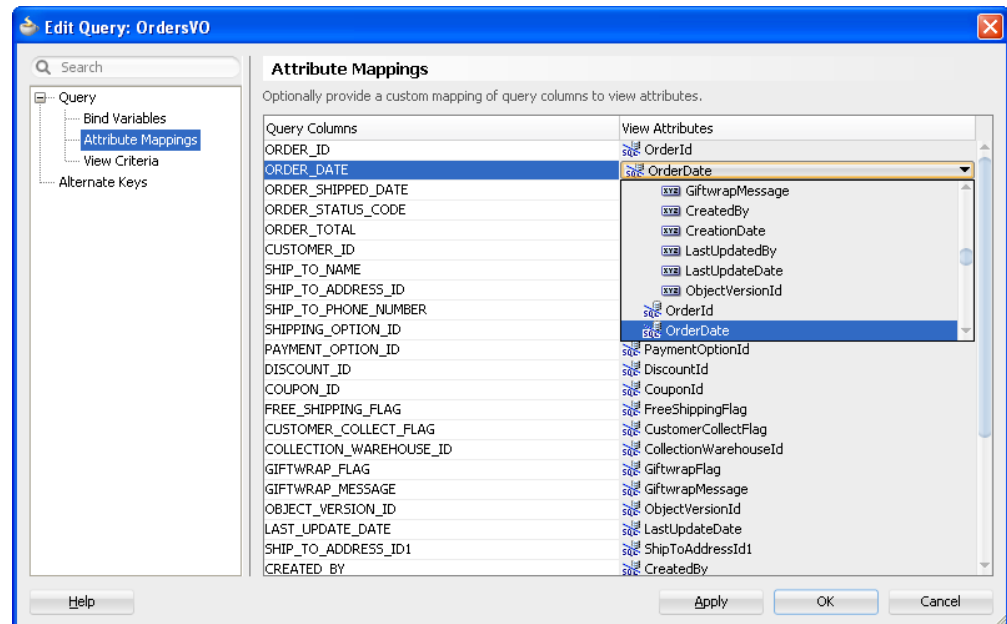 Edit Query: OrdersVO
Search
Query
Bind Variables
Attribute Mappings
View Criteria
Alternate Keys
Attribute Mappings
Optionally provide a custom mapping of query columns to view attributes.
Query Columns View Attributes
ORDER_ID OrderId
ORDER_DATE OrderDate
ORDER_SHIPPED_DATE GiftwrapMessage
ORDER_STATUS_CODE CreatedBy
ORDER_TOTAL CreationDate
CUSTOMER_ID LastUpdatedBy
SHIP_TO_NAME LastUpdateDate
SHIP_TO_ADDRESS_ID ObjectVersionId
SHIP_TO_PHONE_NUMBER OrderId
SHIPPING_OPTION_ID OrderDate
PAYMENT_OPTION_ID PaymentOptionId
DISCOUNT_ID DiscountId
COUPON_ID CouponId
FREE_SHIPPING_FLAG FreeShippingFlag
CUSTOMER_COLLECT_FLAG CustomerCollectFlag
COLLECTION_WAREHOUSE_ID CollectionWarehouseId
GIFTWRAP_FLAG GiftwrapFlag
GIFTWRAP_MESSAGE GiftwrapMessage
OBJECT_VERSION_ID ObjectVersionId
LAST_UPDATE_DATE LastUpdateDate
SHIP_TO_ADDRESS_ID1 ShipToAddressId1
CREATED_BY CreatedBy
Help Apply OK Cancel